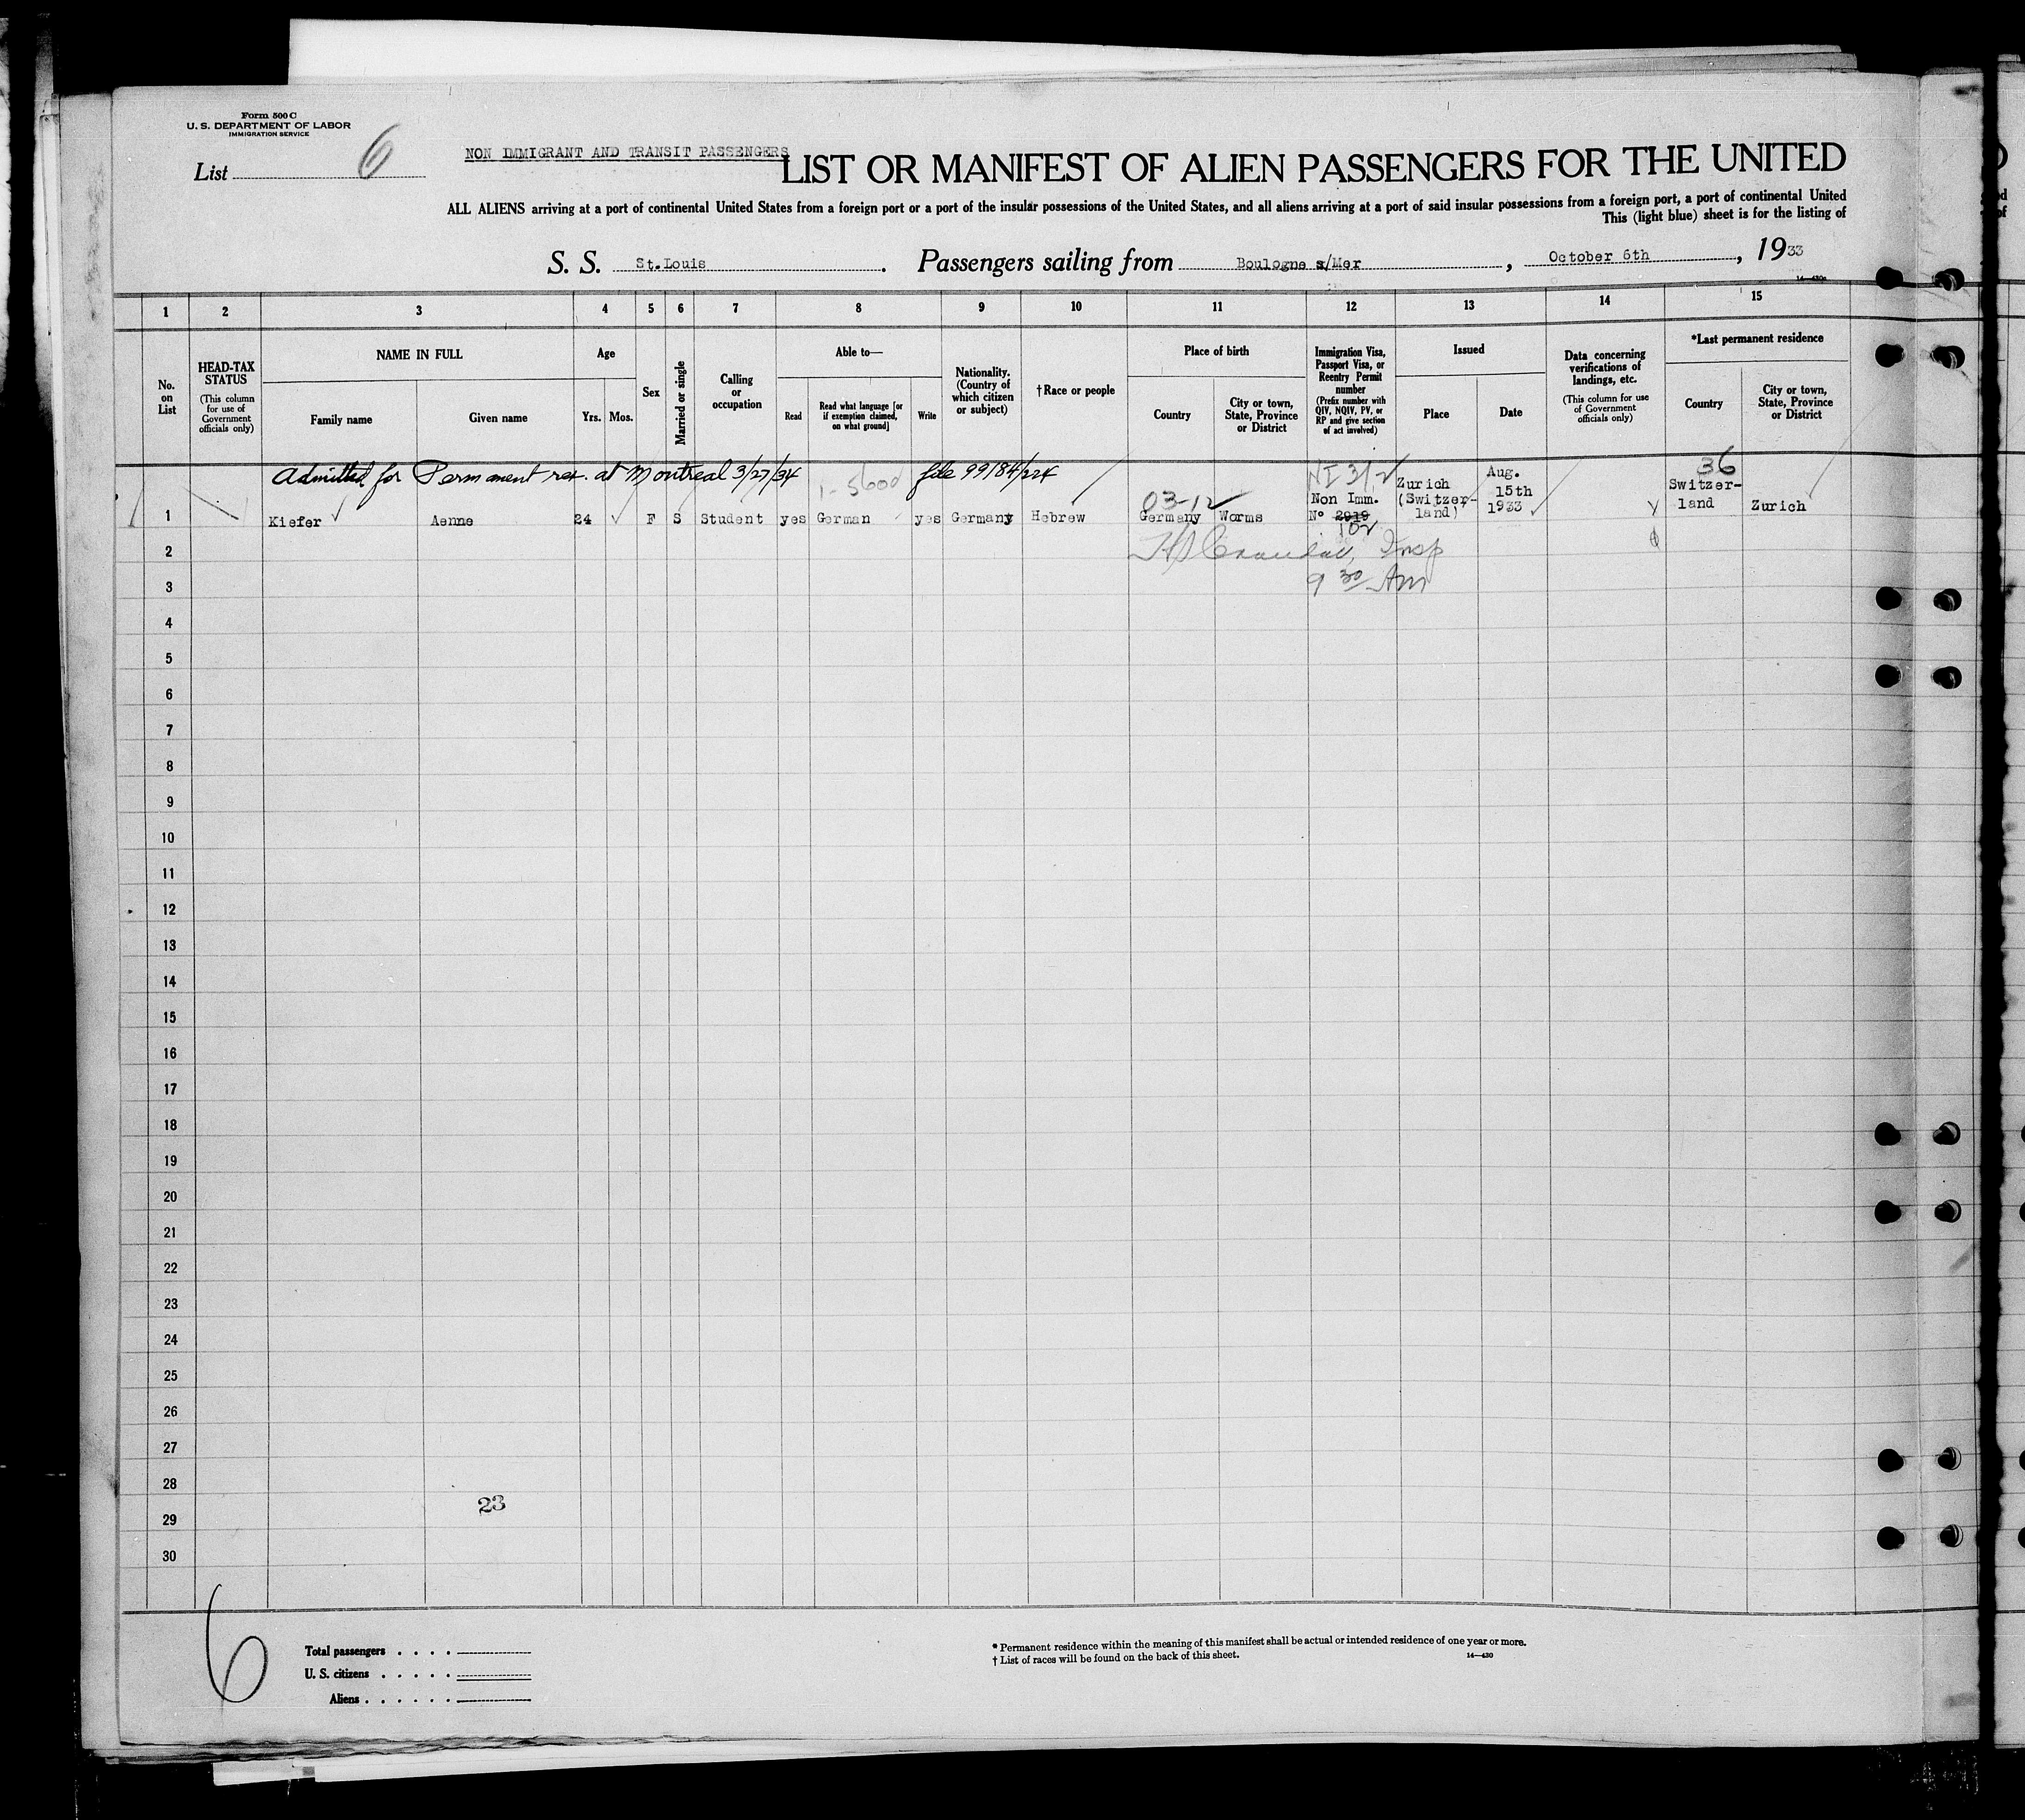 Form 500 C
U. S. DEPARTMENT OF LABOR
IMMIGRATION SERVICE
List 6
NON IMMIGRANT AND TRANSIT PASSENGERS
LIST OR MANIFEST OF ALIEN PASSENGERS FOR THE UNITED
ALL ALIENS arriving at a port of continental United States from a foreign port or a port of the insular possessions of the United States, and all aliens arriving at a port of said insular possessions from a foreign port, a port of continental United
This (light blue) sheet is for the listing of
S. S. St.Louis . Passengers sailing from Boulogne s/Mer , October 6th , 1933
14—430
1 2 3 4 5 6 7 8 9 10 11 12 13 14 15
No. on List
HEAD-TAX STATUS
(This column for use of Government officials only)
NAME IN FULL
Family name
Given name
Age
Yrs.
Mos.
Sex
Married or single
Calling or occupation
Able to—
Read
Read what language [or if exemption claimed, on what ground]
Write
Nationality. (Country of which citizen or subject)
†Race or people
Place of birth
Country
City or town, State, Province or District
Immigration Visa, Passport Visa, or Reentry Permit number
(Prefix number with QIV, NQIV, PV, or RP and give section of act involved)
Issued
Place
Date
Data concerning verifications of landings, etc.
(This column for use of Government officials only)
*Last permanent residence
Country
City or town, State, Province or District
Admitted for Permanent res. at Montreal 3/27/34 1-5600 file 99184/224
03-12
NI 3/2
36
1 Kiefer Aenne 24 F S Student yes German yes Germany Hebrew Germany Worms Non Imm. No 2919 Zurich (Switzer-land) Aug. 15th 1933 Switzer-land Zurich
102
Insp
9 30 Am
2
3
4
5
6
7
8
9
10
11
12
13
14
15
16
17
18
19
20
21
22
23
24
25
26
27
28
29
30
23
6
Total passengers . . . .
U. S. citizens . . . . .
Aliens . . . . . .
* Permanent residence within the meaning of this manifest shall be actual or intended residence of one year or more.
† List of races will be found on the back of this sheet.
14—430